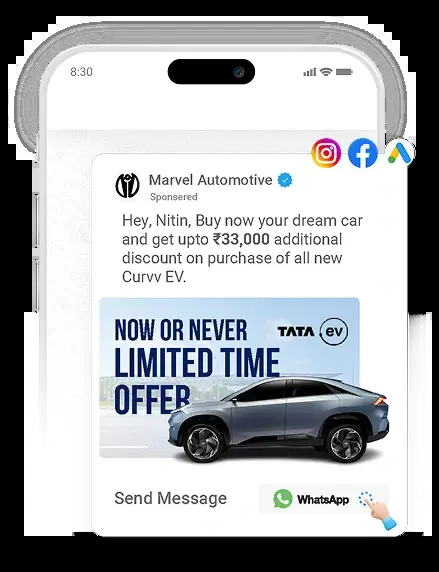 8:30
Marvel Automotive
Sponsored
Hey, Nitin, Buy now your dream car
and get upto ₹33,000 additional
discount on purchase of all new
Curvv EV.
NOW OR NEVER
TATA .ev
LIMITED TIME
OFFER
Send Message
WhatsApp